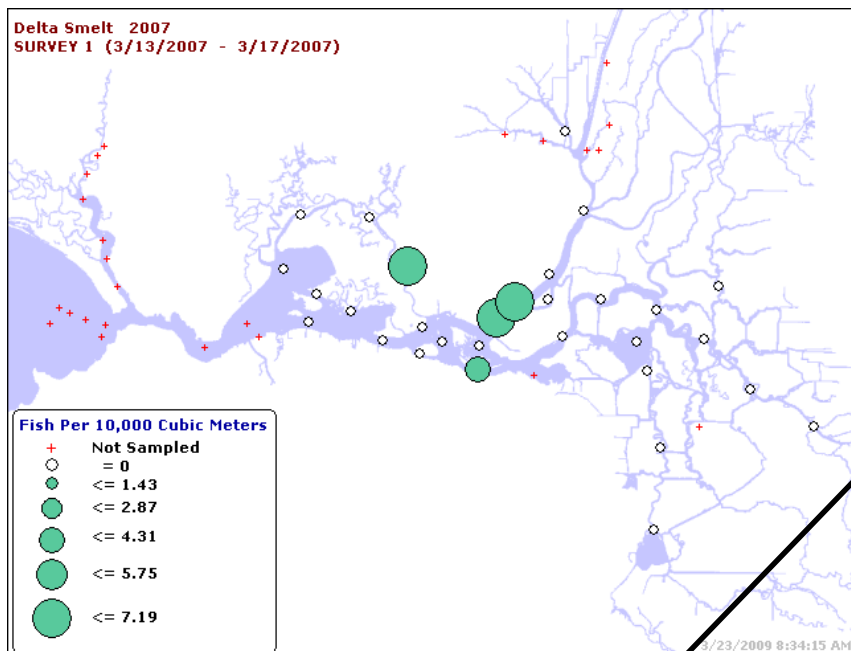 Delta Smelt 2007
SURVEY 1 (3/13/2007 - 3/17/2007)
Fish Per 10,000 Cubic Meters
Not Sampled
= 0
<= 1.43
<= 2.87
<= 4.31
<= 5.75
<= 7.19
3/23/2009 8:34:15 AM